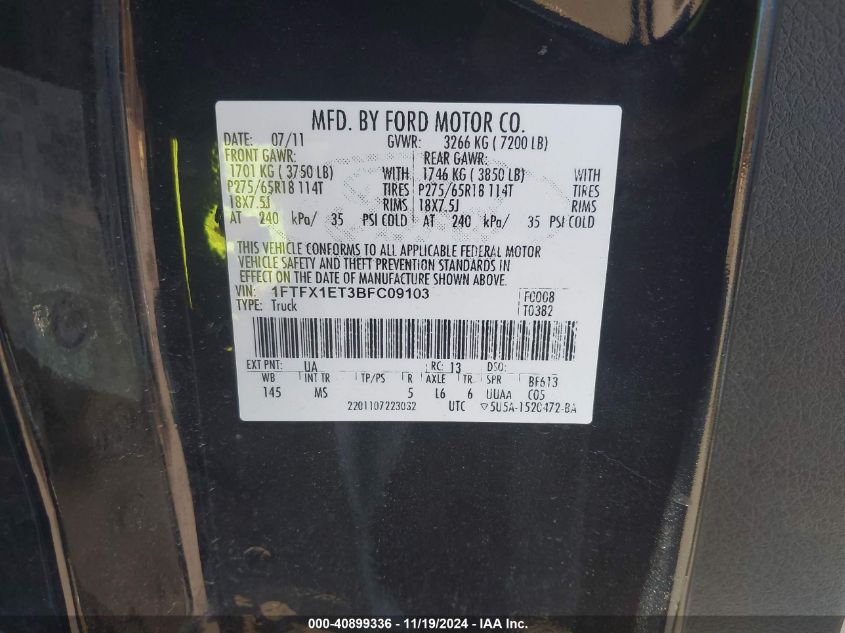 MFD. BY FORD MOTOR CO.
DATE: 07/11 GVWR: 3266 KG ( 7200 LB)
FRONT GAWR: REAR GAWR:
1701 KG ( 3750 LB) WITH 1746 KG ( 3850 LB) WITH
P275/65R18 114T TIRES P275/65R18 114T TIRES
18X7.5J RIMS 18X7.5J RIMS
AT 240 kPa/ 35 PSI COLD AT 240 kPa/ 35 PSI COLD
THIS VEHICLE CONFORMS TO ALL APPLICABLE FEDERAL MOTOR
VEHICLE SAFETY AND THEFT PREVENTION STANDARDS IN
EFFECT ON THE DATE OF MANUFACTURE SHOWN ABOVE.
VIN: 1FTFX1ET3BFC09103 FC008
TYPE: Truck T0382
EXT PNT: UA RC: 13 DSO:
WB INT TR TP/PS R AXLE TR SPR BF613
145 MS 5 L6 6 UUAA C05
2201107223032 UTC ▽5U5A-1520472-BA
000-40899336 - 11/19/2024 - IAA Inc.